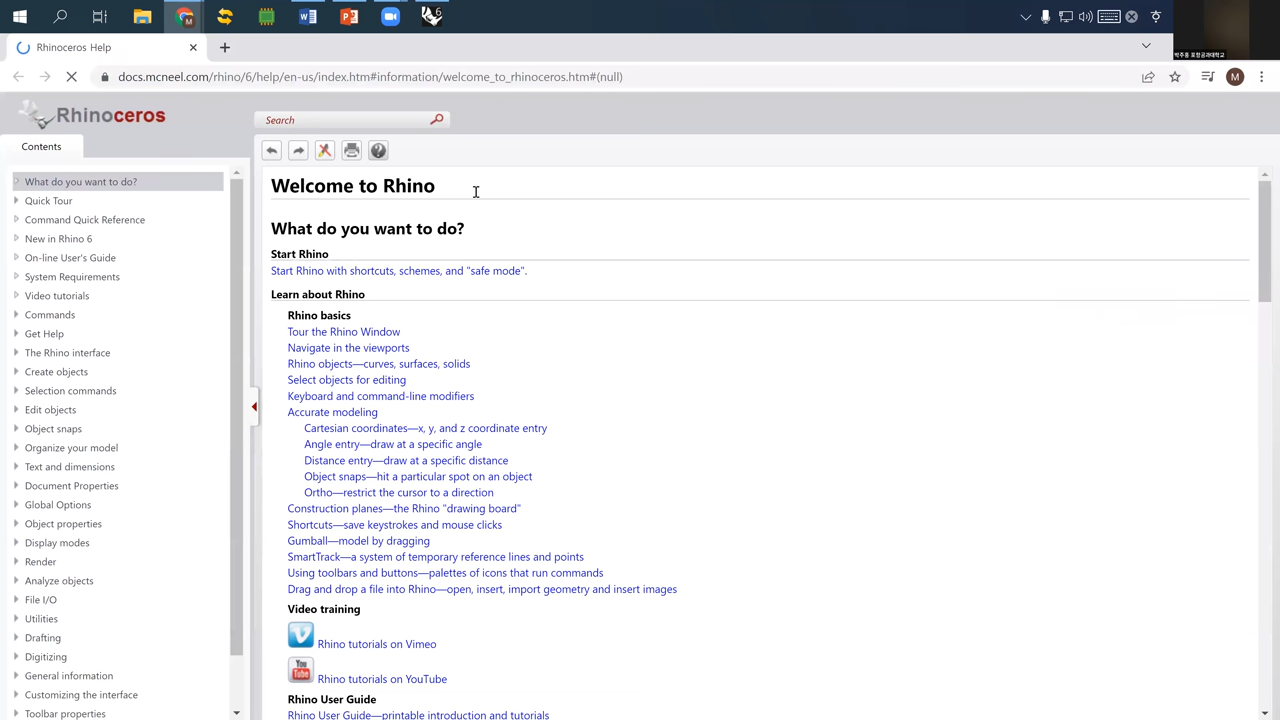 Rhinoceros Help
docs.mcneel.com/rhino/6/help/en-us/index.htm#information/welcome_to_rhinoceros.htm#(null)
M
박주홍 포항공과대학교
Rhinoceros
Search
Contents
What do you want to do?
Quick Tour
Command Quick Reference
New in Rhino 6
On-line User's Guide
System Requirements
Video tutorials
Commands
Get Help
The Rhino interface
Create objects
Selection commands
Edit objects
Object snaps
Organize your model
Text and dimensions
Document Properties
Global Options
Object properties
Display modes
Render
Analyze objects
File I/O
Utilities
Drafting
Digitizing
General information
Customizing the interface
Toolbar properties
Welcome to Rhino
What do you want to do?
Start Rhino
Start Rhino with shortcuts, schemes, and "safe mode".
Learn about Rhino
Rhino basics
Tour the Rhino Window
Navigate in the viewports
Rhino objects—curves, surfaces, solids
Select objects for editing
Keyboard and command-line modifiers
Accurate modeling
Cartesian coordinates—x, y, and z coordinate entry
Angle entry—draw at a specific angle
Distance entry—draw at a specific distance
Object snaps—hit a particular spot on an object
Ortho—restrict the cursor to a direction
Construction planes—the Rhino "drawing board"
Shortcuts—save keystrokes and mouse clicks
Gumball—model by dragging
SmartTrack—a system of temporary reference lines and points
Using toolbars and buttons—palettes of icons that run commands
Drag and drop a file into Rhino—open, insert, import geometry and insert images
Video training
Rhino tutorials on Vimeo
You
Tube
Rhino tutorials on YouTube
Rhino User Guide
Rhino User Guide—printable introduction and tutorials